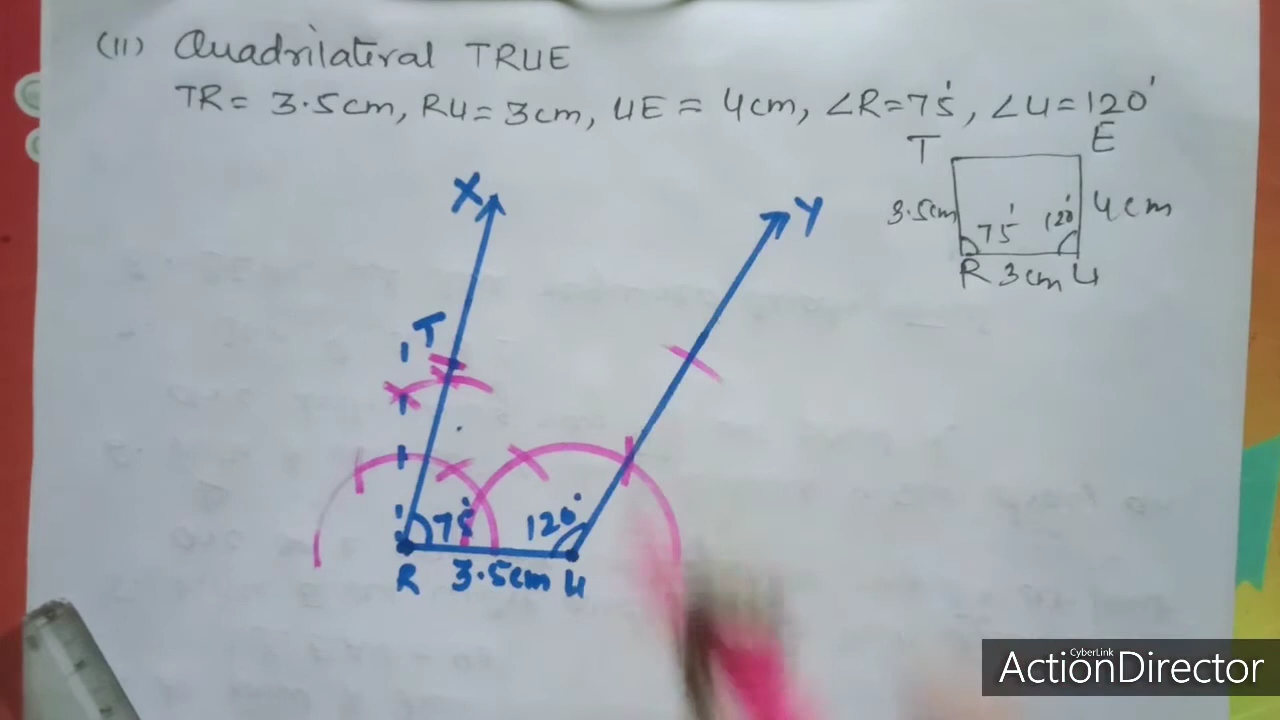 (11) Quadrilateral TRUE
TR = 3.5cm, RU = 3cm, UE = 4cm, ∠R = 75°, ∠U = 120°
T E
3.5cm 75° 120° 4cm
R 3cm U
X Y
T
75° 120°
R 3.5cm U
CyberLink
ActionDirector